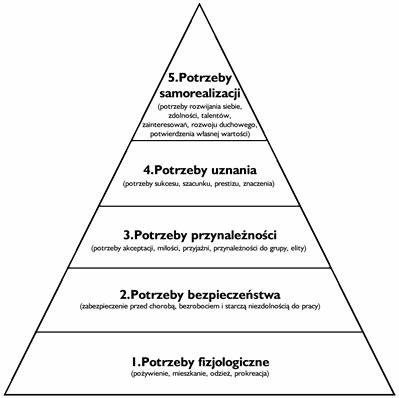 5.Potrzeby
samorealizacji
(potrzeby rozwijania siebie,
zdolności, talentów,
zainteresowań, rozwoju duchowego,
potwierdzenia własnej wartości)
4.Potrzeby uznania
(potrzeby sukcesu, szacunku, prestizu, znaczenia)
3.Potrzeby przynależności
(potrzeby akceptacji, miłości, przyjaźni, przynależności do grupy, elity)
2.Potrzeby bezpieczeństwa
(zabezpieczenie przed chorobą, bezrobociem i starczą niezdolnością do pracy)
1.Potrzeby fizjologiczne
(pożywienie, mieszkanie, odzież, prokreacja)